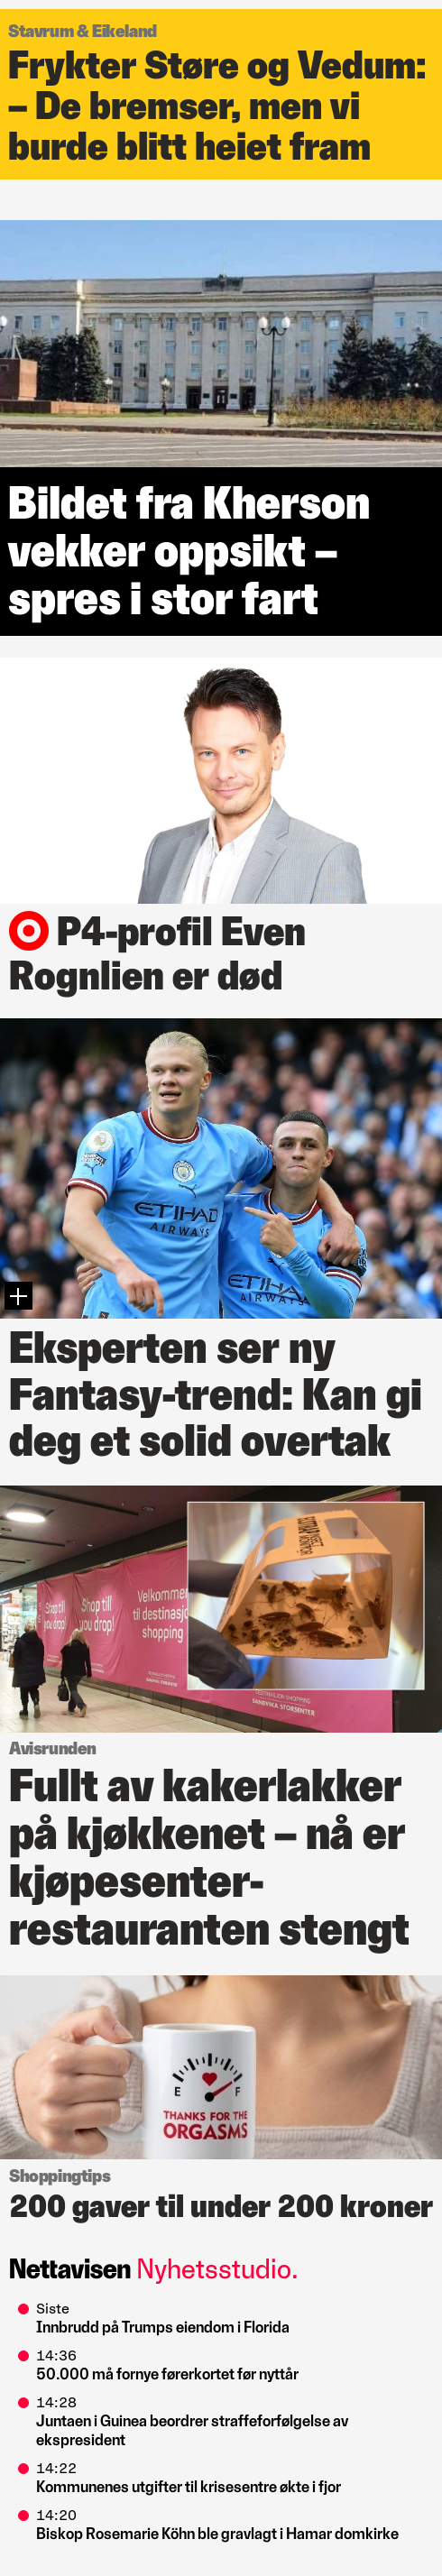 Stavrum & Eikeland
Frykter Støre og Vedum:
– De bremser, men vi
burde blitt heiet fram
Bildet fra Kherson
vekker oppsikt –
spres i stor fart
P4-profil Even
Rognlien er død
ETIHAD
AIRWAYS
ETIHAD
AIRWAYS
Eksperten ser ny
Fantasy-trend: Kan gi
deg et solid overtak
Shop till
you drop!
Shop till
you drop!
Velkommen
til destinasjon
shopping
SANDVIKA STORSENTER
Avisrunden
Fullt av kakerlakker
på kjøkkenet – nå er
kjøpesenter-
restauranten stengt
E F
THANKS FOR THE
ORGASMS
Shoppingtips
200 gaver til under 200 kroner
Nettavisen Nyhetsstudio.
Siste
Innbrudd på Trumps eiendom i Florida
14:36
50.000 må fornye førerkortet før nyttår
14:28
Juntaen i Guinea beordrer straffeforfølgelse av
ekspresident
14:22
Kommunenes utgifter til krisesentre økte i fjor
14:20
Biskop Rosemarie Köhn ble gravlagt i Hamar domkirke